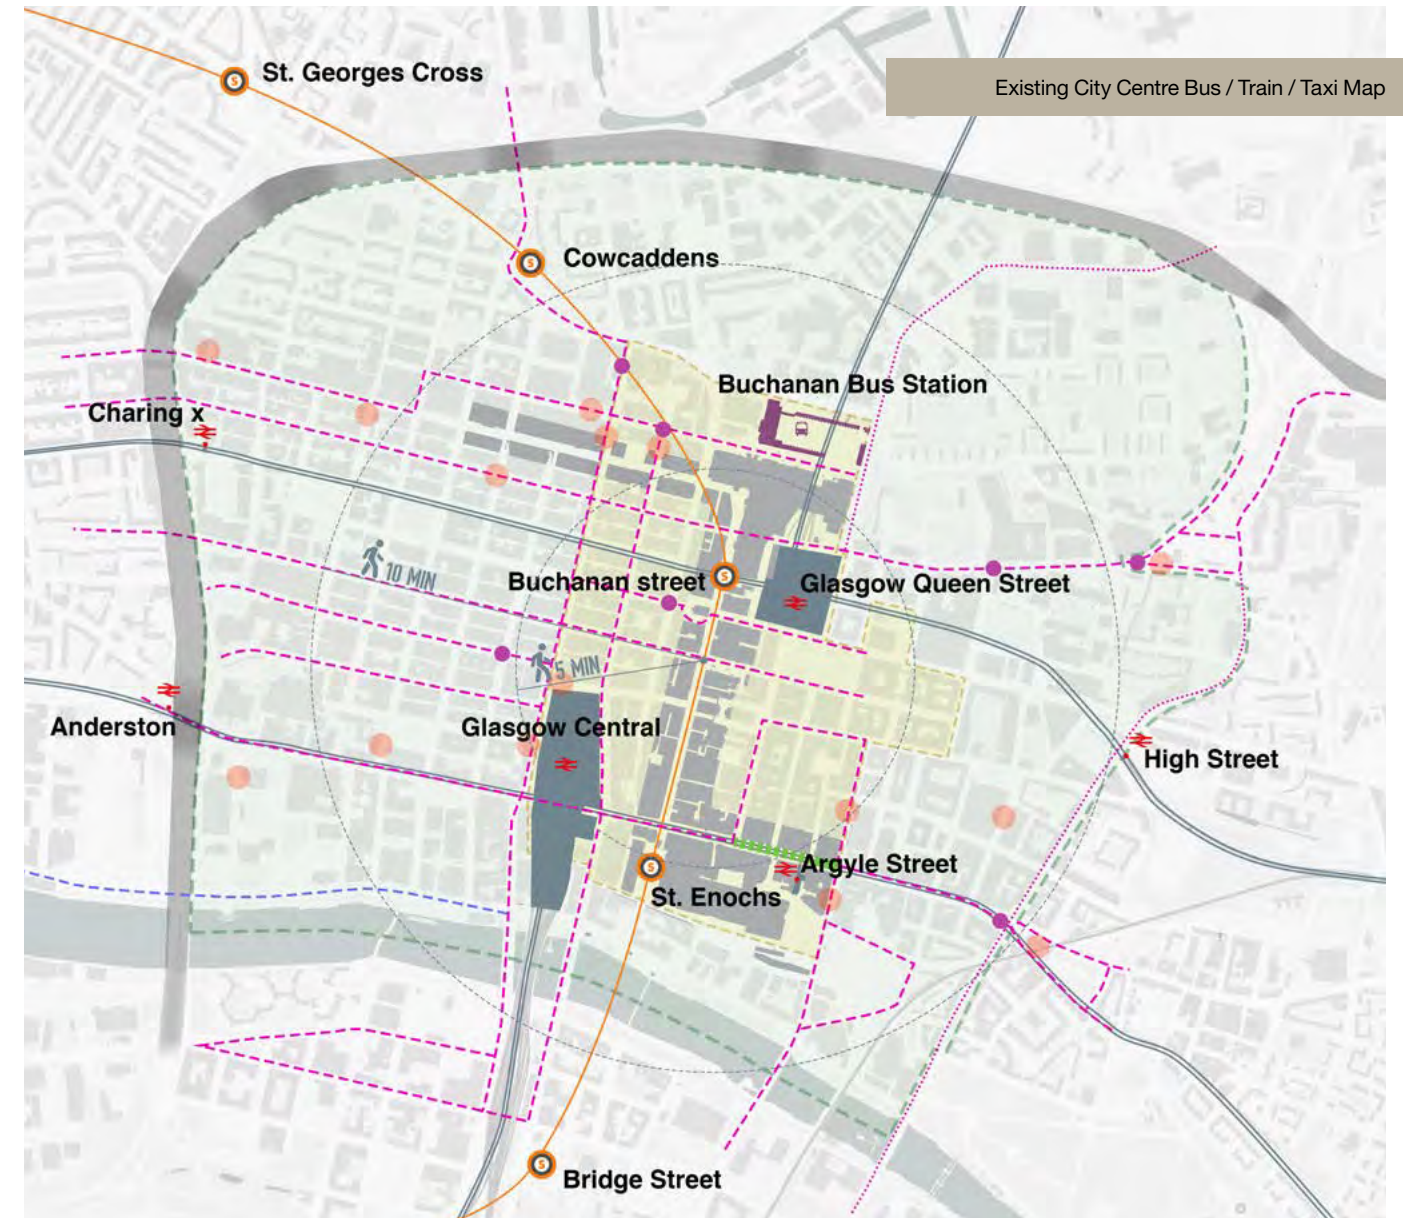 St. Georges Cross
Existing City Centre Bus / Train / Taxi Map
Cowcaddens
Buchanan Bus Station
Charing x
10 MIN
Buchanan street
Glasgow Queen Street
5 MIN
Anderston
Glasgow Central
High Street
Argyle Street
St. Enochs
Bridge Street